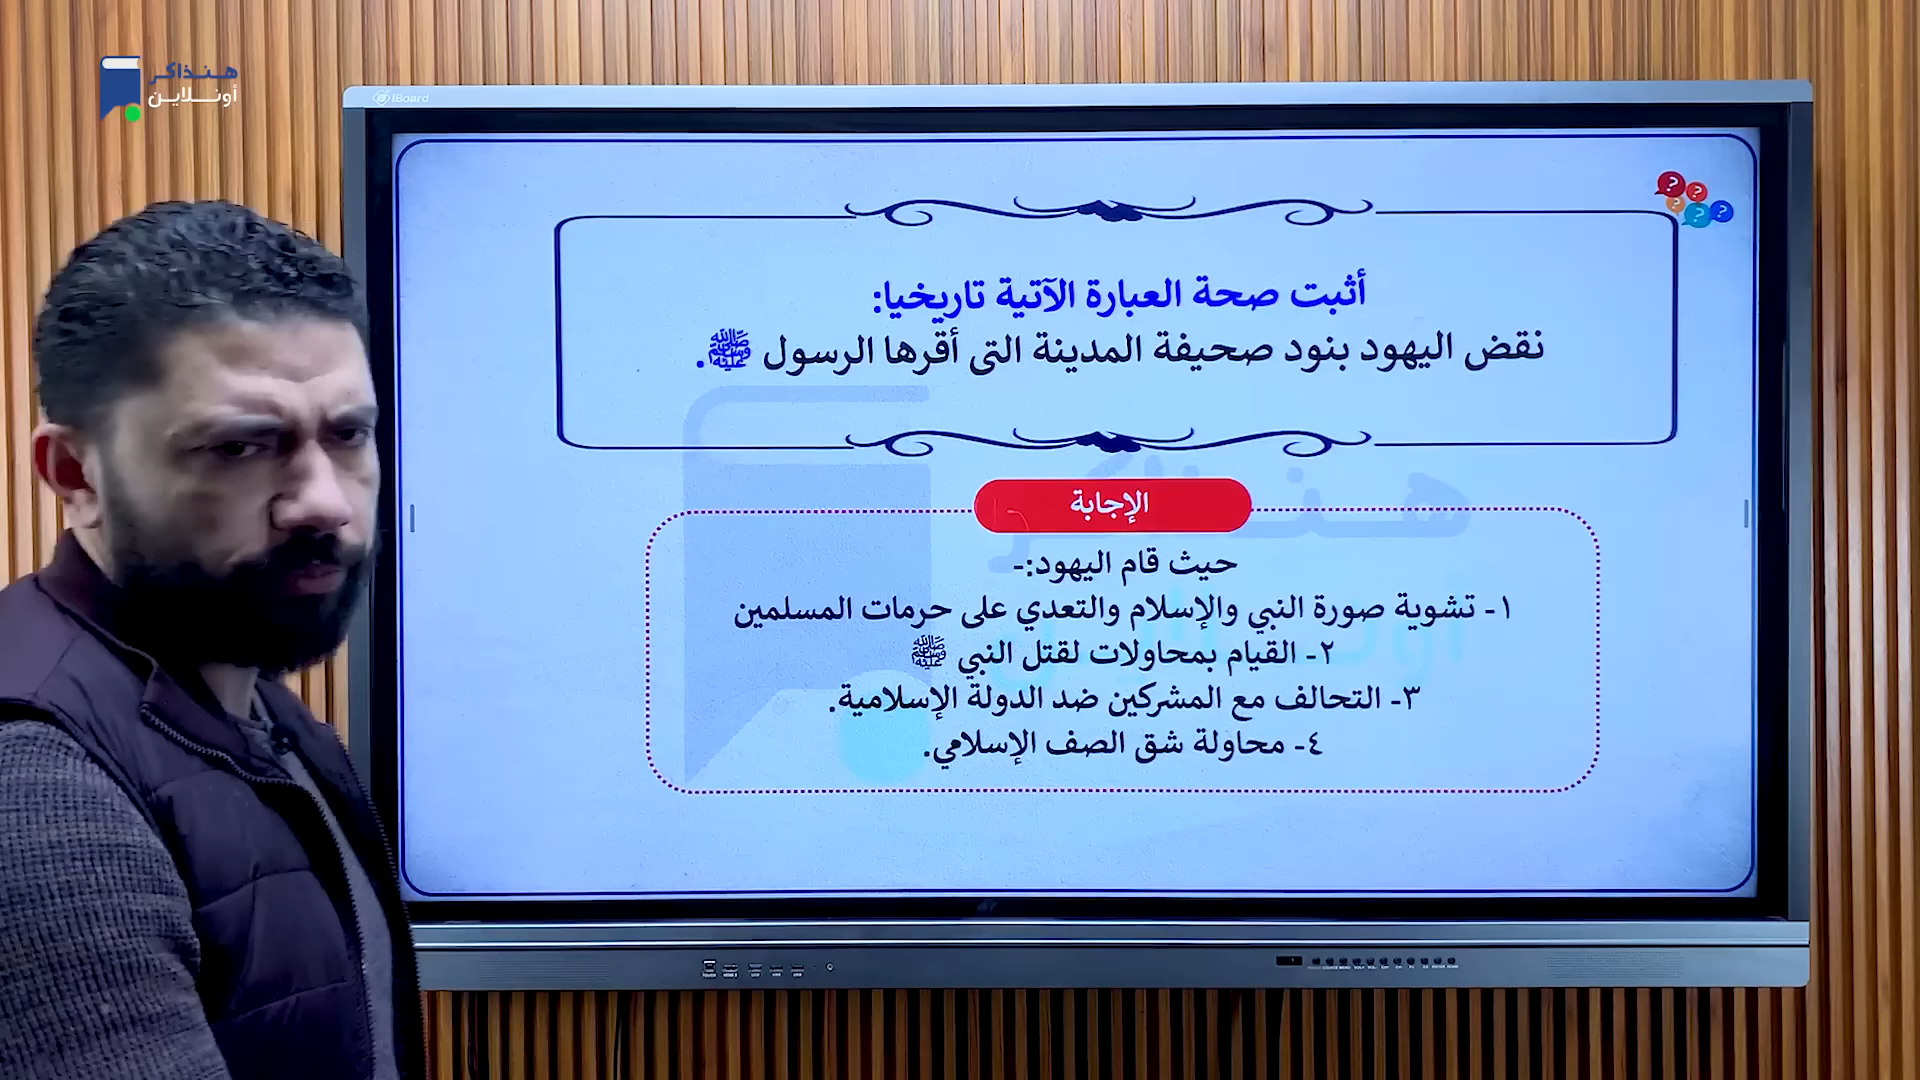 هنذاكر
أونلاين
IBoard
أثبت صحة العبارة الآتية تاريخيا:
نقض اليهود بنود صحيفة المدينة التى أقرها الرسول ﷺ.
الإجابة
حيث قام اليهود:-
١- تشوية صورة النبي والإسلام والتعدي على حرمات المسلمين
٢- القيام بمحاولات لقتل النبي ﷺ
٣- التحالف مع المشركين ضد الدولة الإسلامية.
٤- محاولة شق الصف الإسلامي.